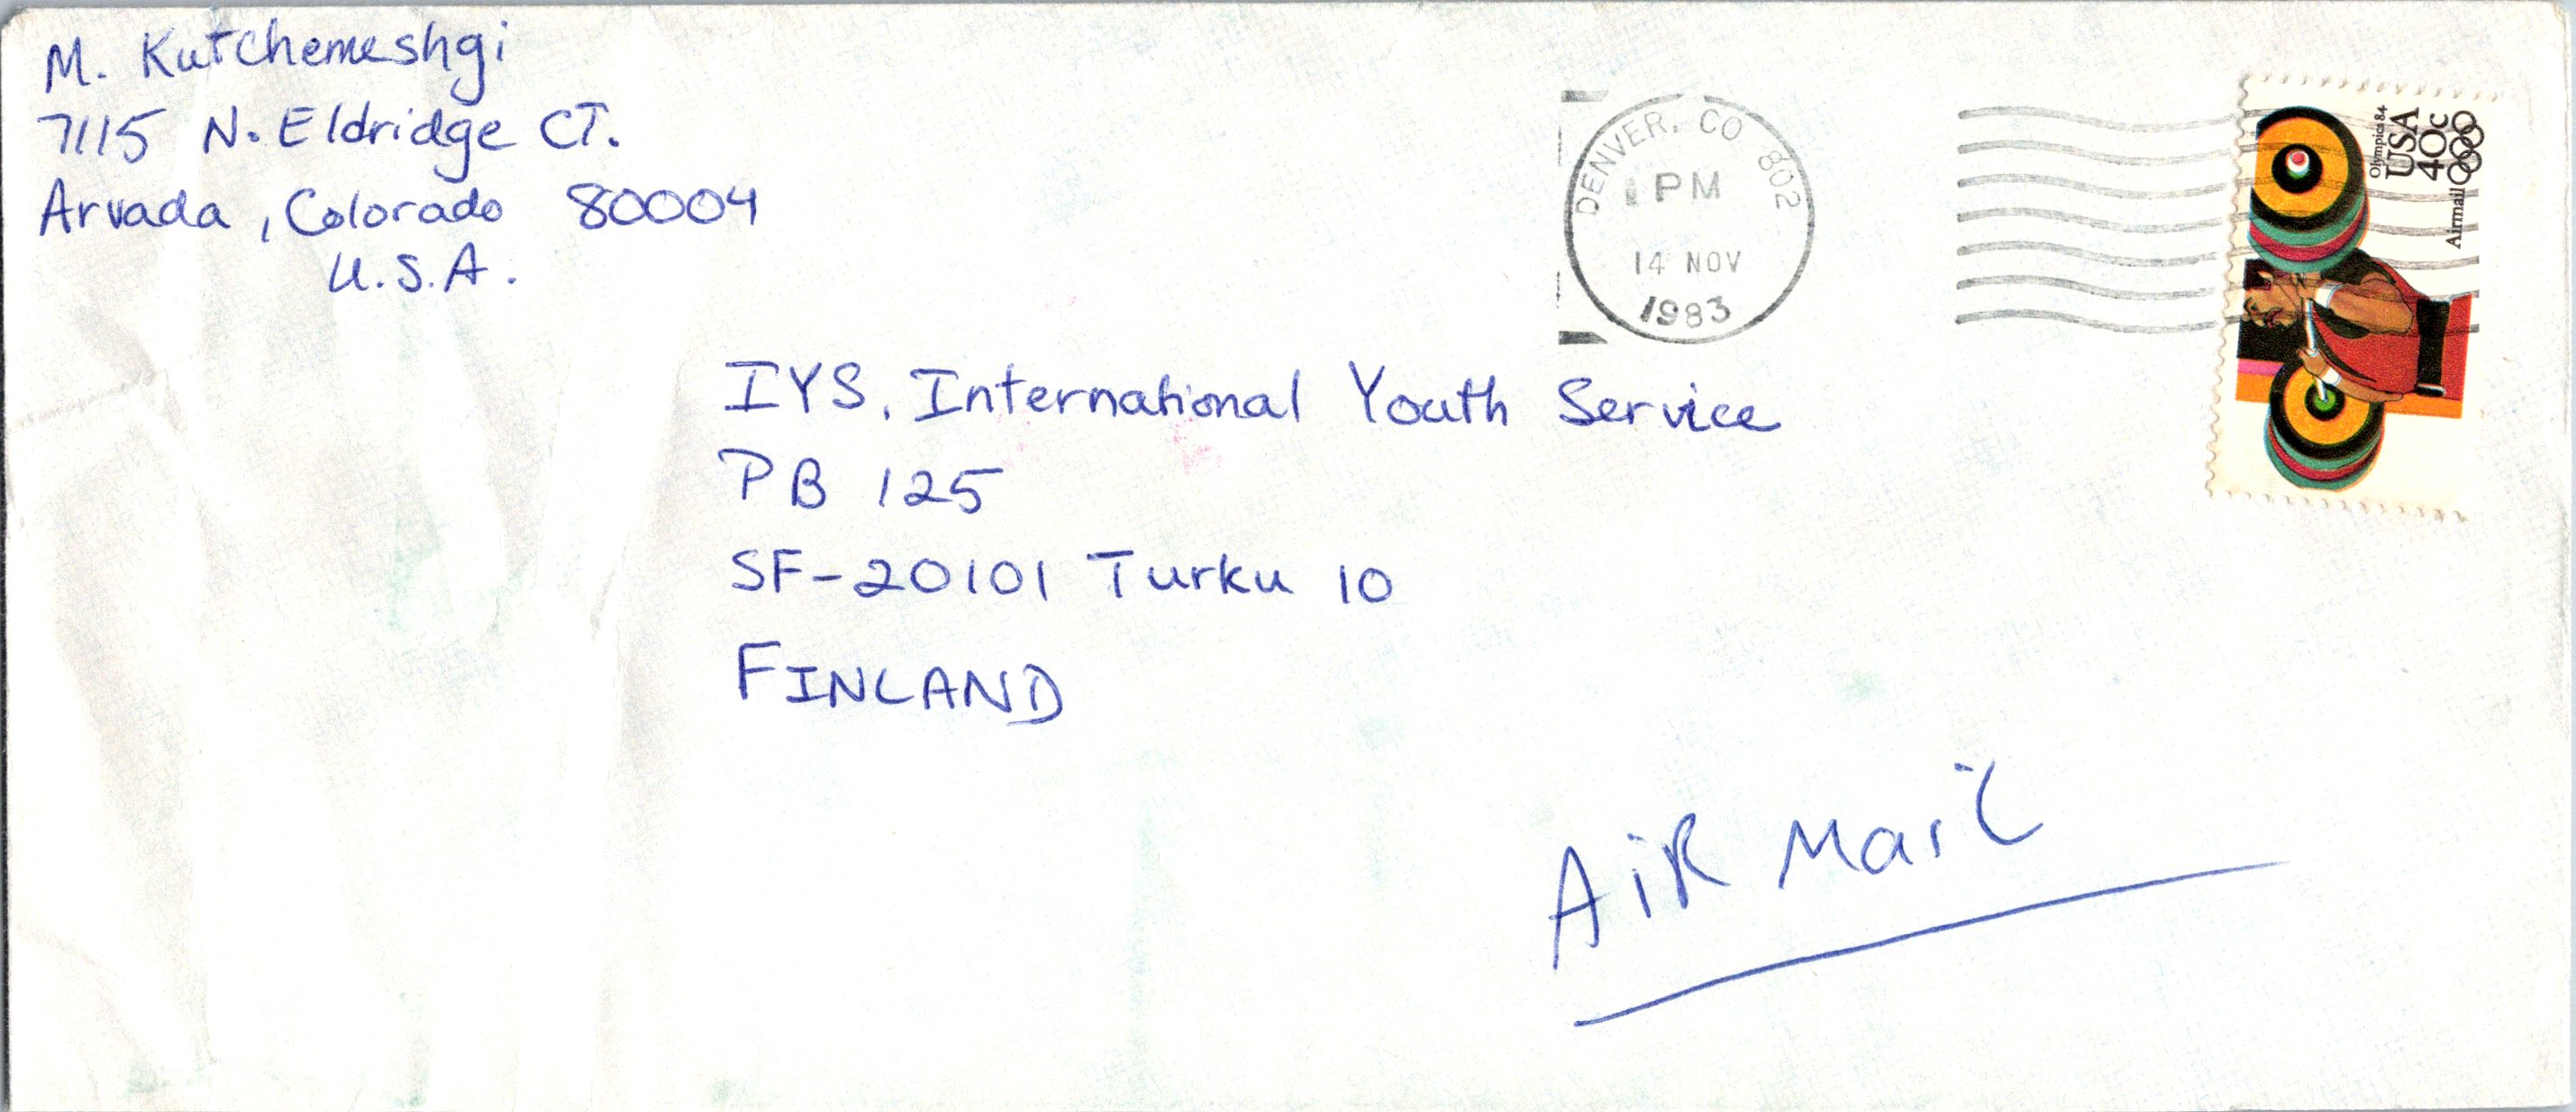 M. Kutchemeshgi
7115 N. Eldridge CT.
Arvada, Colorado 80004
U.S.A.
DENVER, CO 802
PM
14 NOV
1983
Olympics 84
USA
40c
Airmail
IYS, International Youth Service
PB 125
SF-20101 Turku 10
FINLAND
AiR Mail